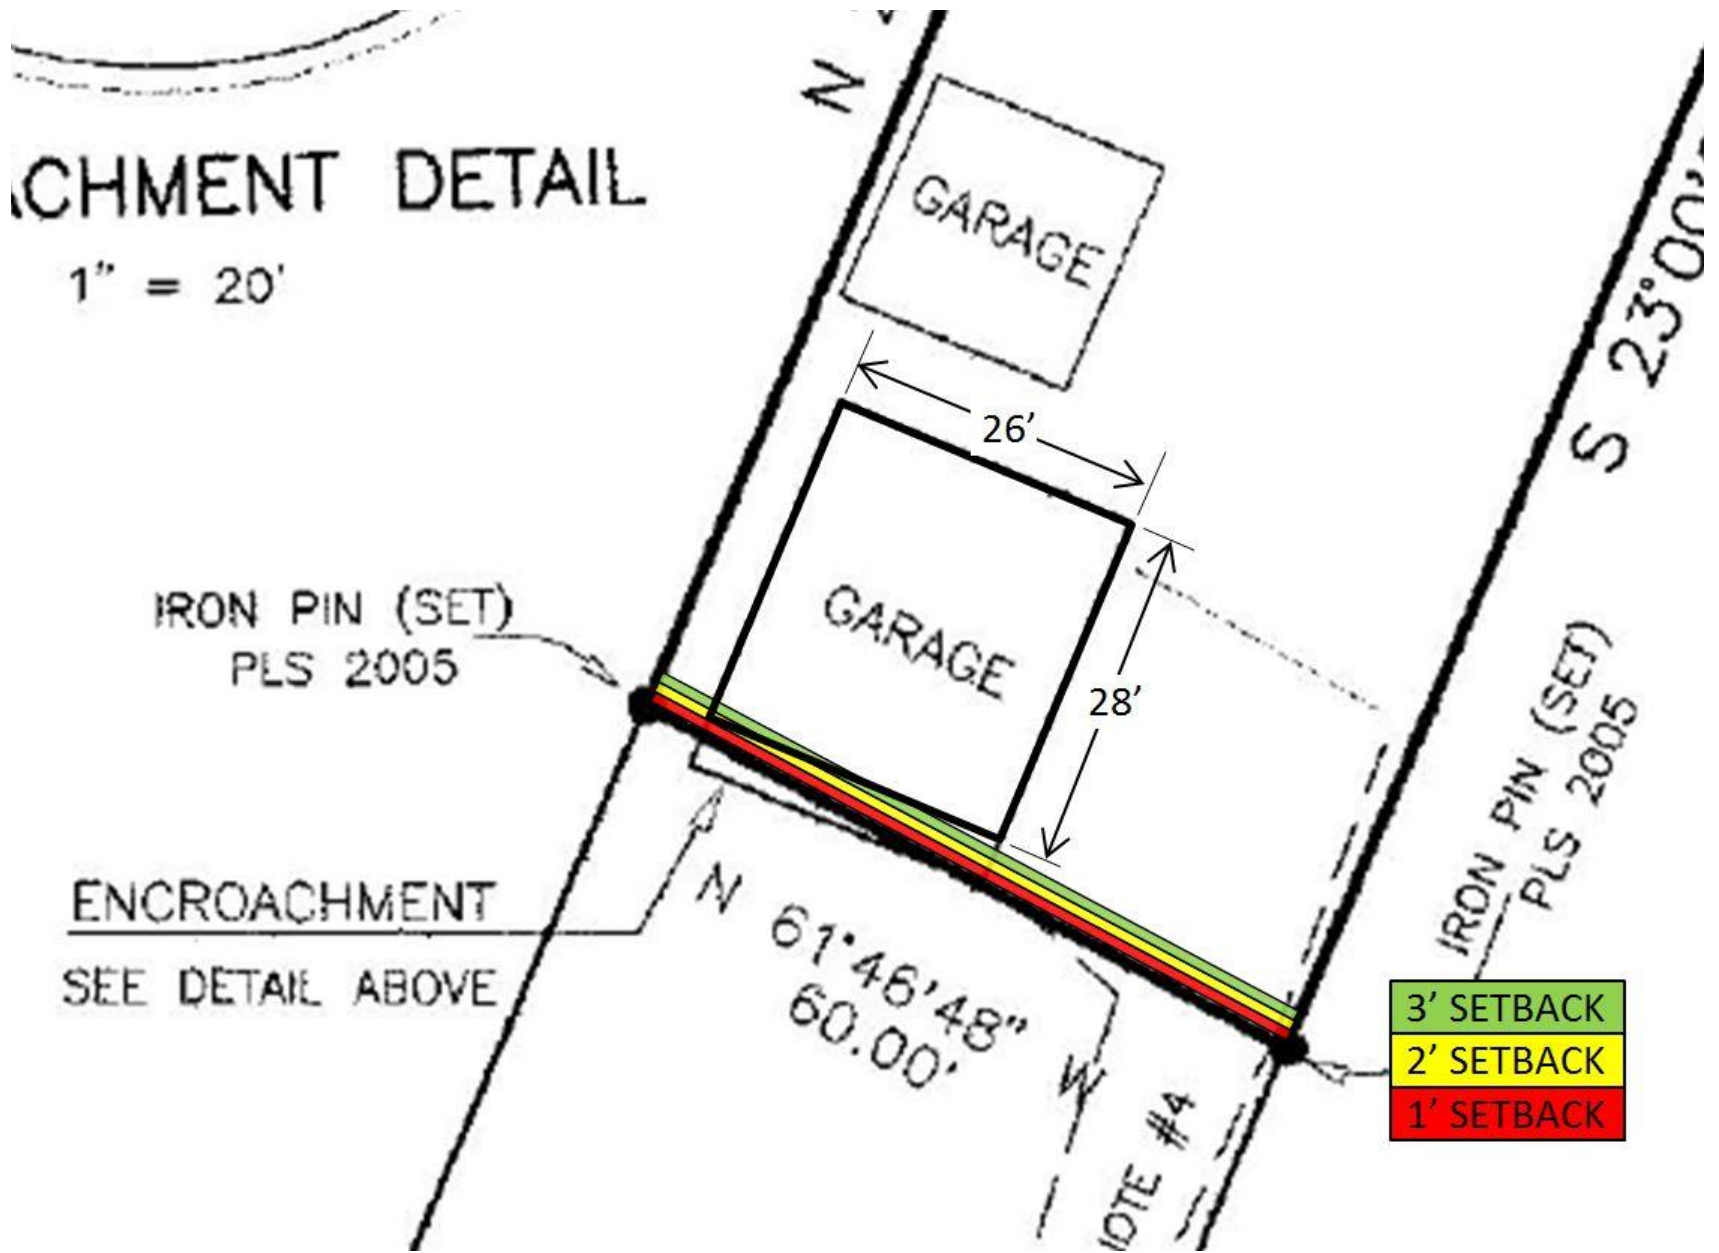 ACHMENT DETAIL
1" = 20'
N
GARAGE
S 23°00'
26'
GARAGE
28'
IRON PIN (SET)
PLS 2005
IRON PIN (SET)
PLS 2005
ENCROACHMENT
SEE DETAIL ABOVE
N 61°46'48" W
60.00'
OTE #4
3' SETBACK
2' SETBACK
1' SETBACK